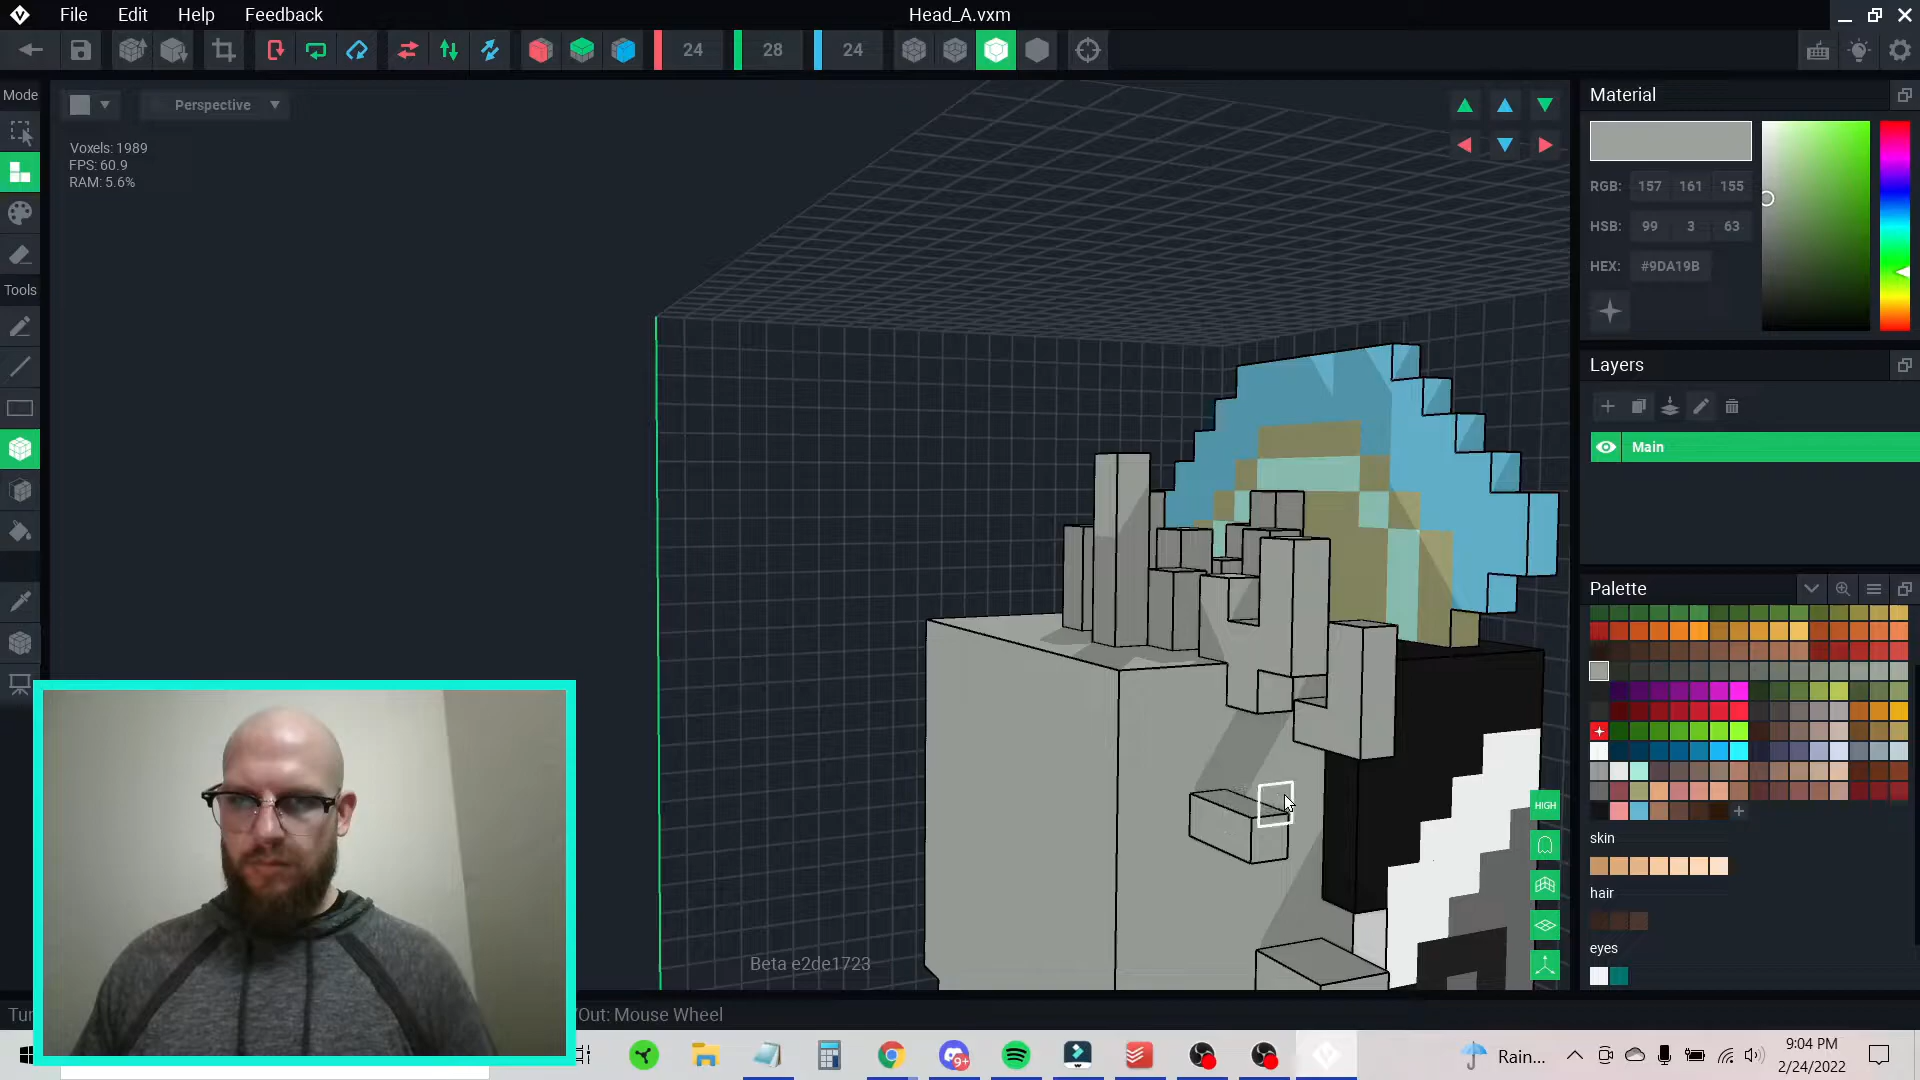 File Edit Help Feedback
Head_A.vxm
24 28 24
Mode
Perspective
Voxels: 1989
FPS: 60.9
RAM: 5.6%
Tools
Material
RGB: 157 161 155
HSB: 99 3 63
HEX: #9DA19B
Layers
Main
Palette
HIGH
skin
hair
eyes
Beta e2de1723
/Out: Mouse Wheel
9+
Rain...
9:04 PM
2/24/2022